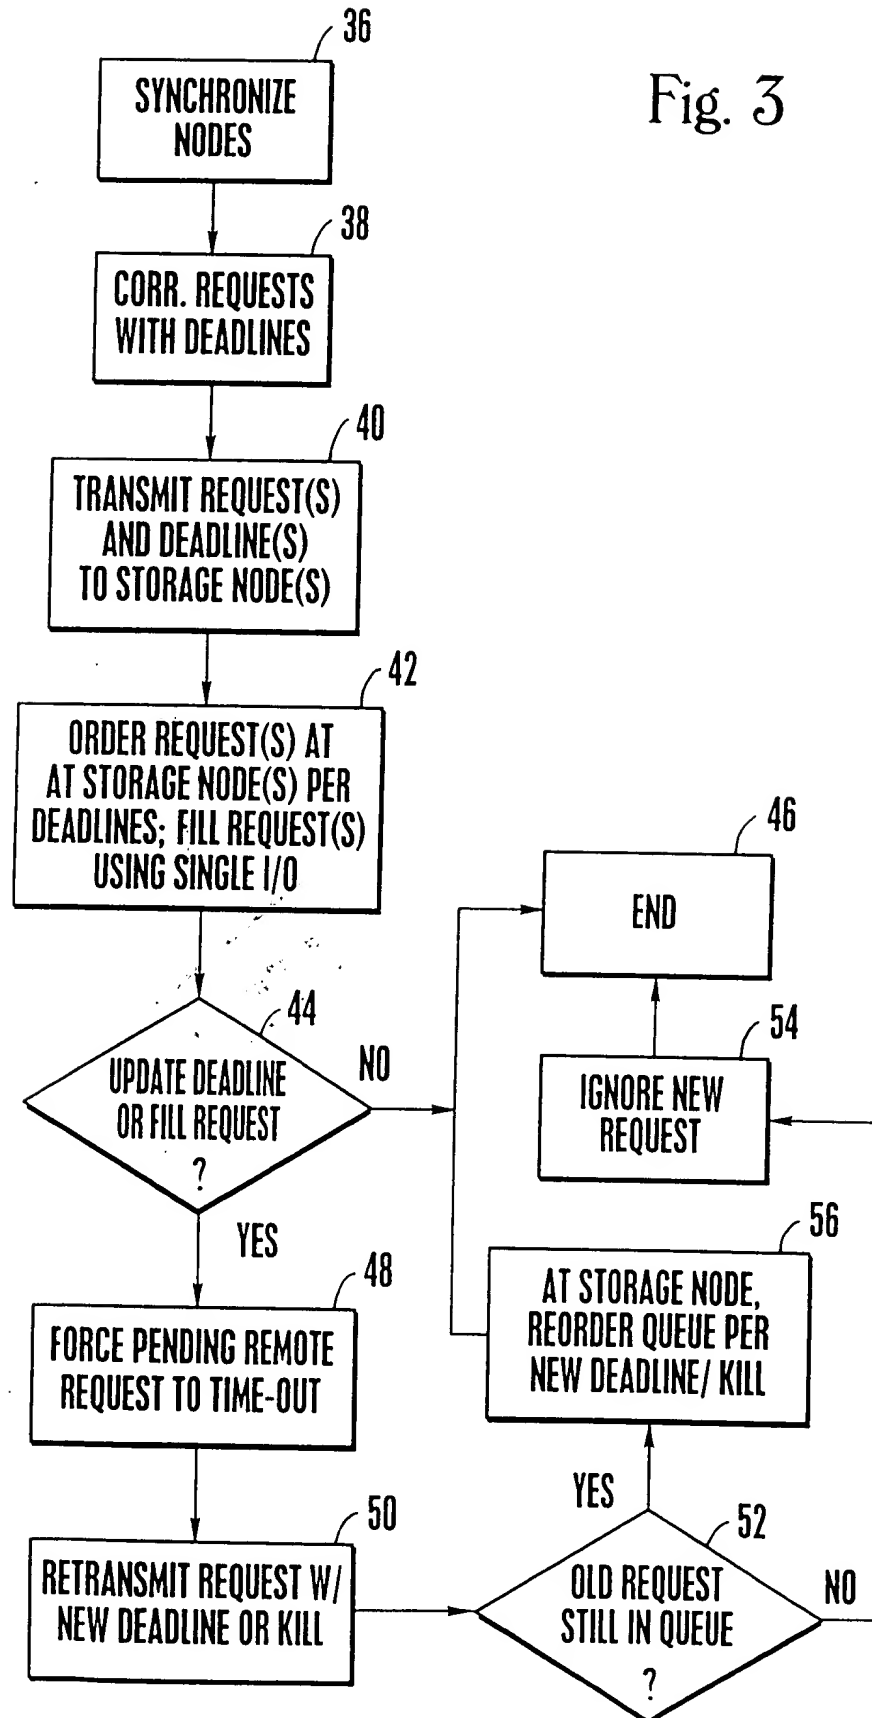 36
Fig. 3
SYNCHRONIZE
NODES
38
CORR. REQUESTS
WITH DEADLINES
40
TRANSMIT REQUEST(S)
AND DEADLINE(S)
TO STORAGE NODE(S)
42
ORDER REQUEST(S) AT
AT STORAGE NODE(S) PER
DEADLINES; FILL REQUEST(S)
USING SINGLE I/O
44
UPDATE DEADLINE
OR FILL REQUEST
?
NO
YES
46
END
54
IGNORE NEW
REQUEST
56
AT STORAGE NODE,
REORDER QUEUE PER
NEW DEADLINE/ KILL
48
FORCE PENDING REMOTE
REQUEST TO TIME-OUT
50
RETRANSMIT REQUEST W/
NEW DEADLINE OR KILL
YES
52
OLD REQUEST
STILL IN QUEUE
?
NO